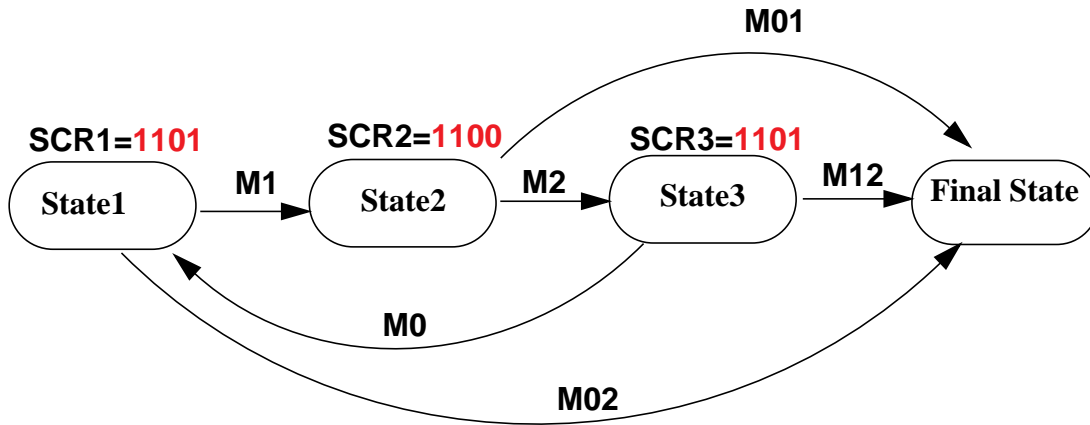 M01
SCR1=1101
SCR2=1100
SCR3=1101
State1
M1
State2
M2
State3
M12
Final State
M0
M02